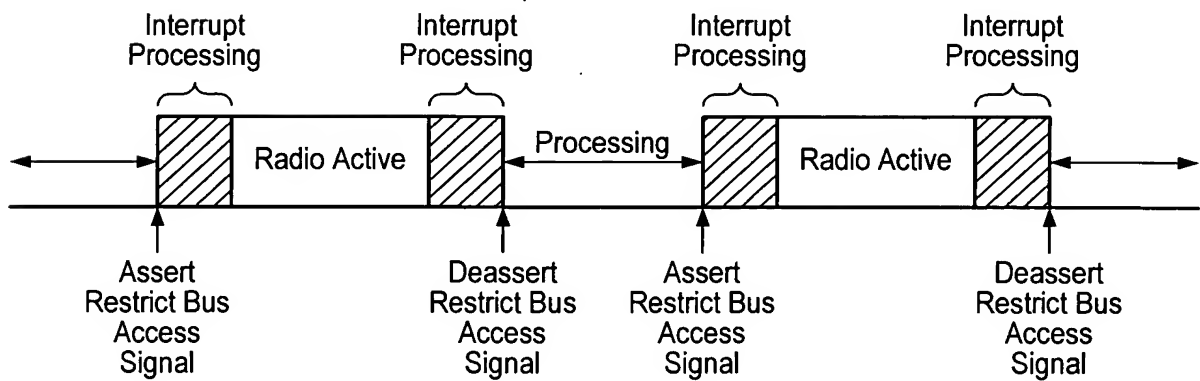 Interrupt
Processing
Interrupt
Processing
Interrupt
Processing
Interrupt
Processing
Radio Active
Processing
Radio Active
Assert
Restrict Bus
Access
Signal
Deassert
Restrict Bus
Access
Signal
Assert
Restrict Bus
Access
Signal
Deassert
Restrict Bus
Access
Signal